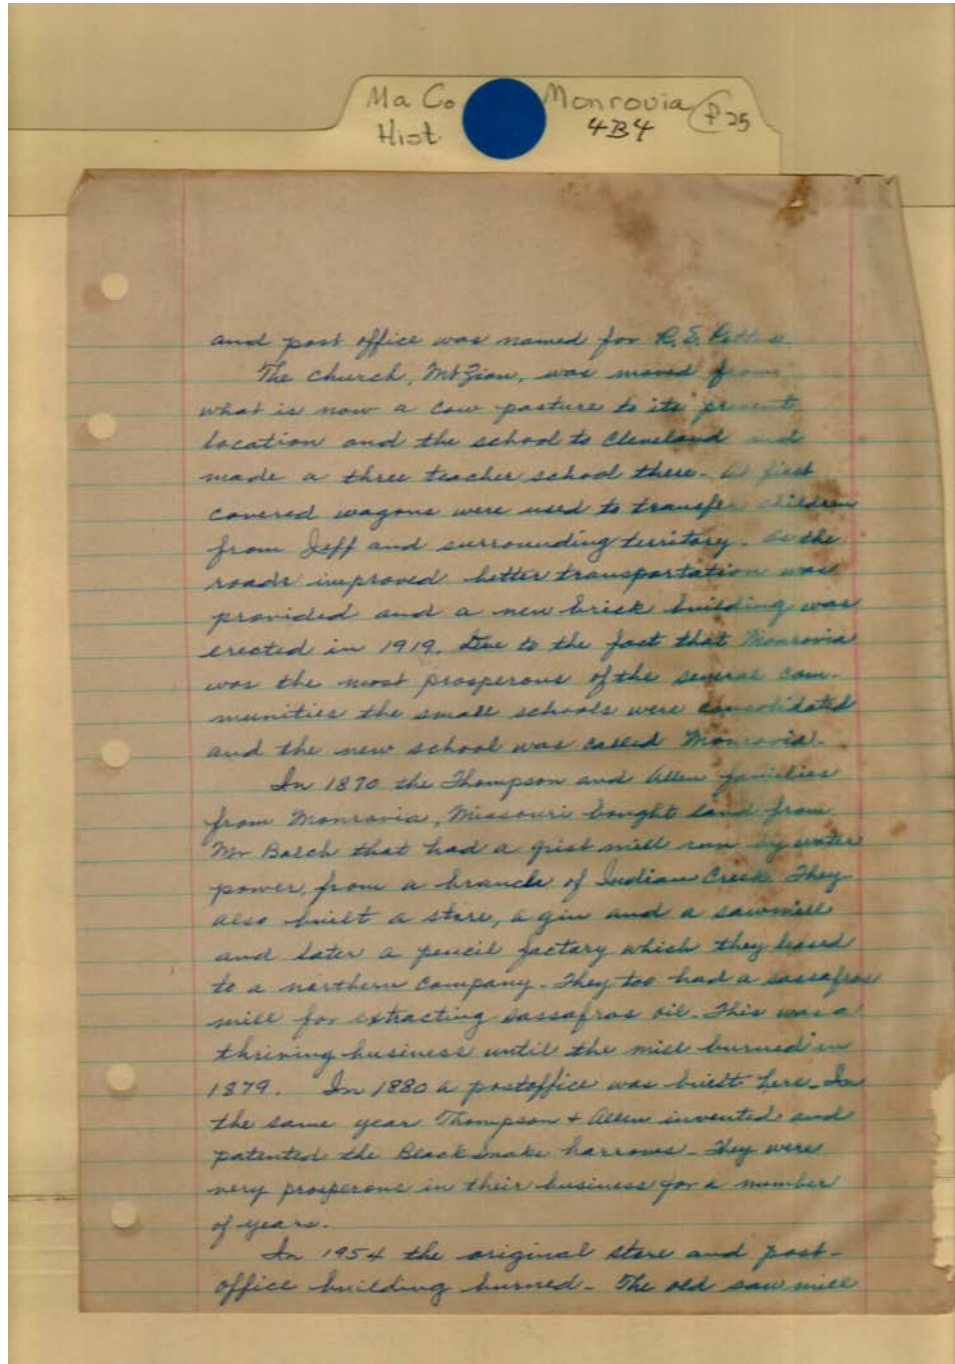 Ma Co Monrovia P 25
Hist. 4B4
and post office was named for R. E.
The church, Mt Zion, was moved from
what is now a cow pasture to its present
location and the school to Cleveland and
made a three teacher school there. At first
covered wagons were used to transfer children
from Jeff and surrounding territory. As the
roads improved better transportation was
provided and a new brick building was
erected in 1919. Due to the fact that Monrovia
was the most prosperous of the several com-
munities the small schools were consolidated
and the new school was called Monrovia.
In 1870 the Thompson and Allen families
from Monrovia, Missouri bought land from
Mr Balch that had a grist mill run by water
power, from a branch of Indian Creek. They
also built a store, a gin and a sawmill
and later a pencil factory which they leased
to a northern company. They too had a sassafras
mill for extracting sassafras oil. This was a
thriving business until the mill burned in
1879. In 1880 a postoffice was built here. In
the same year Thompson + Allen invented and
patented the Black Snake harrows. They were
very prosperous in their business for a number
of years.
In 1954 the original store and post-
office building burned. The old saw mill